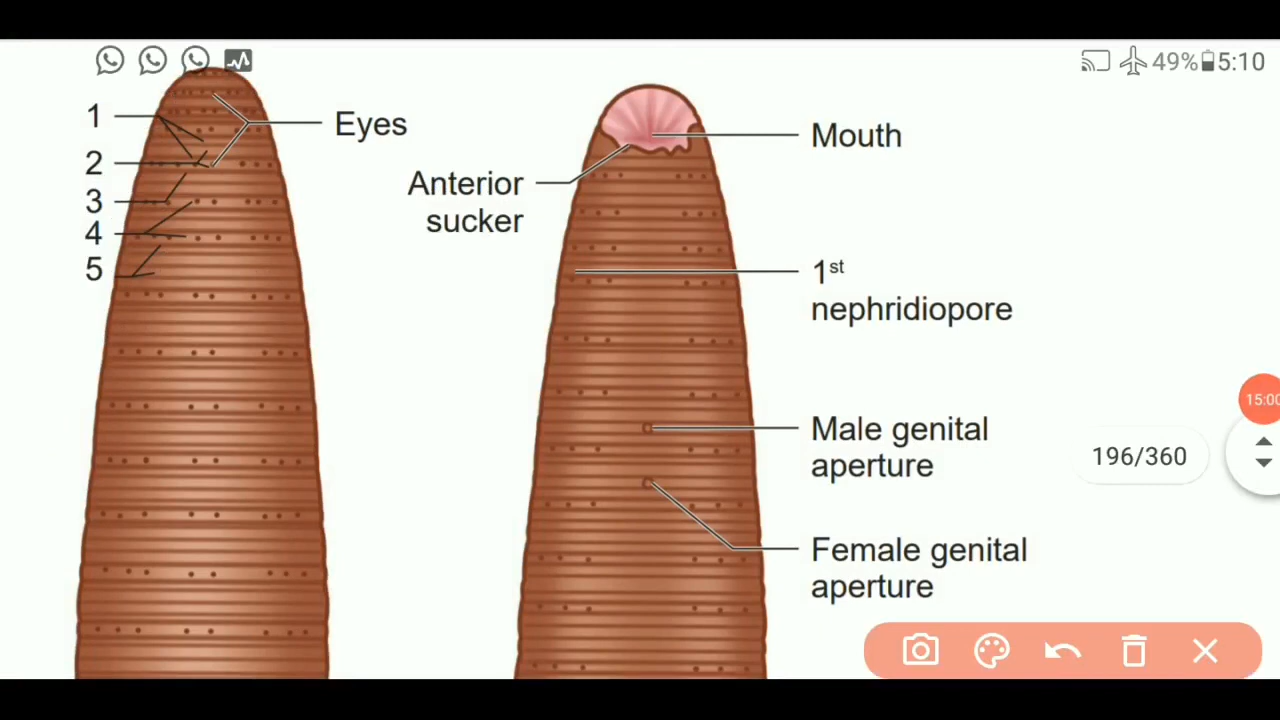 49% 5:10
1
Eyes
Mouth
2
Anterior
sucker
3
4
5
1st
nephridiopore
Male genital
aperture
Female genital
aperture
196/360
15:00